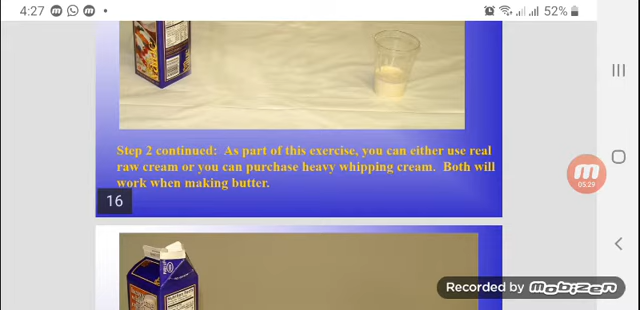 4:27
52%
Step 2 continued: As part of this exercise, you can either use real
raw cream or you can purchase heavy whipping cream. Both will
work when making butter.
16
05:29
Recorded by mobizen